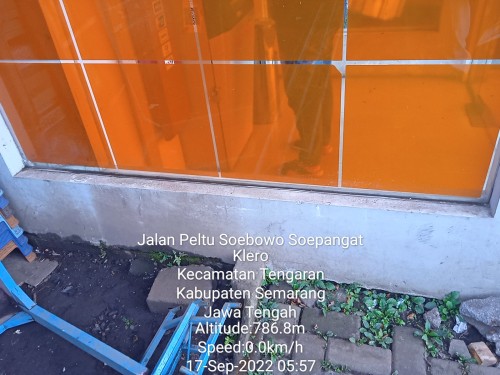 Jalan Peltu Soebowo Soepangat
Klero
Kecamatan Tengaran
Kabupaten Semarang
Jawa Tengah
Altitude:786.8m
Speed:0.0km/h
17-Sep-2022 05:57